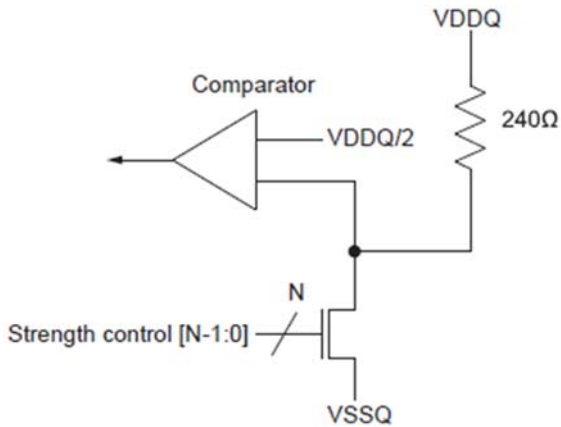 VDDQ
Comparator
240Ω
VDDQ/2
N
Strength control [N-1:0]
VSSQ